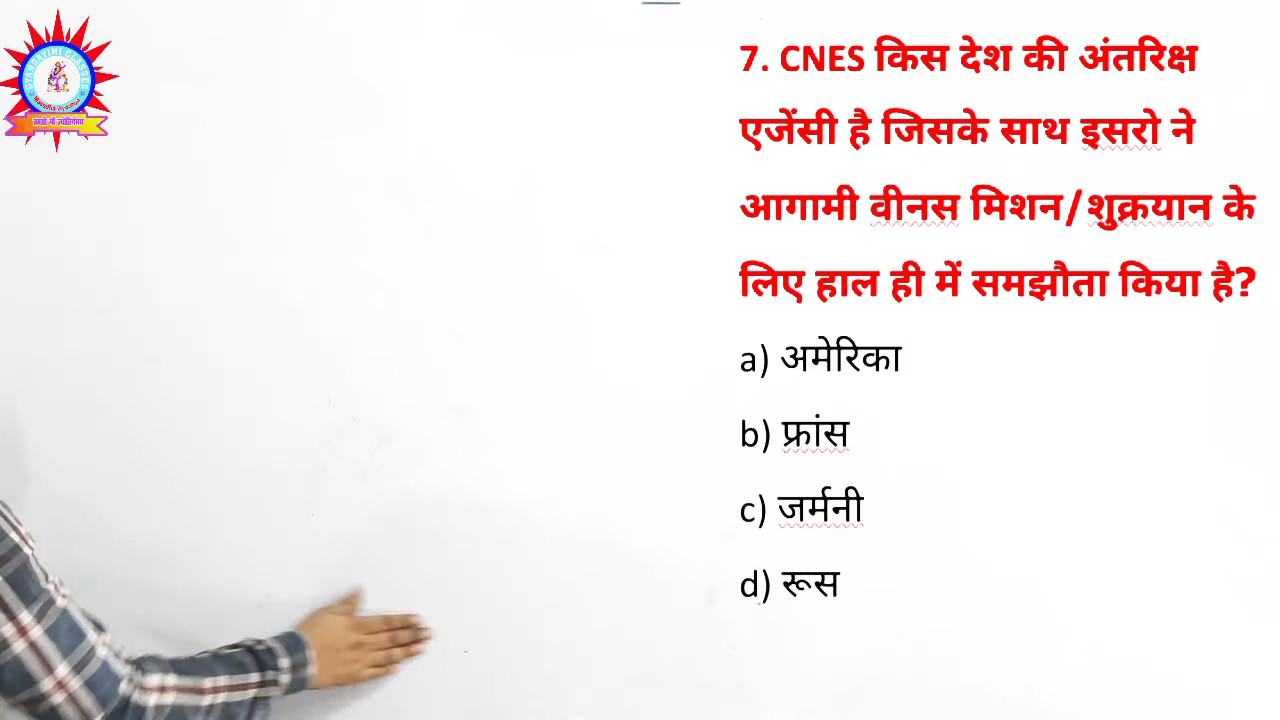 7. CNES किस देश की अंतरिक्ष
एजेंसी है जिसके साथ इसरो ने
आगामी वीनस मिशन/शुक्रयान के
लिए हाल ही में समझौता किया है?
a) अमेरिका
b) फ्रांस
c) जर्मनी
d) रूस